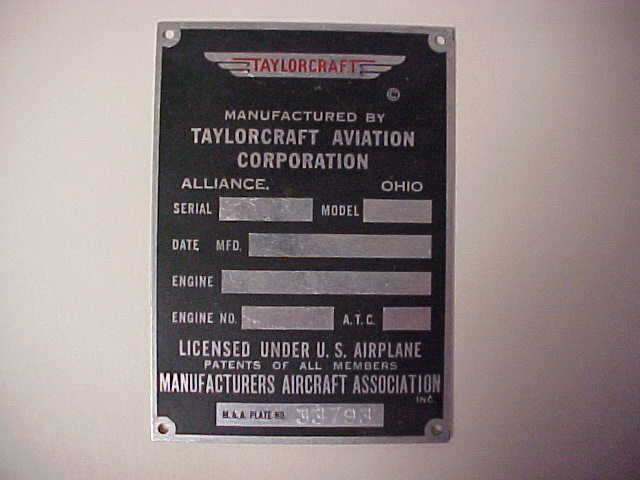 TAYLORCRAFT
©
MANUFACTURED BY
TAYLORCRAFT AVIATION
CORPORATION
ALLIANCE, OHIO
SERIAL MODEL
DATE MFD.
ENGINE
ENGINE NO. A.T.C.
LICENSED UNDER U.S. AIRPLANE
PATENTS OF ALL MEMBERS
MANUFACTURERS AIRCRAFT ASSOCIATION
INC.
M.A.A. PLATE NO. 33793